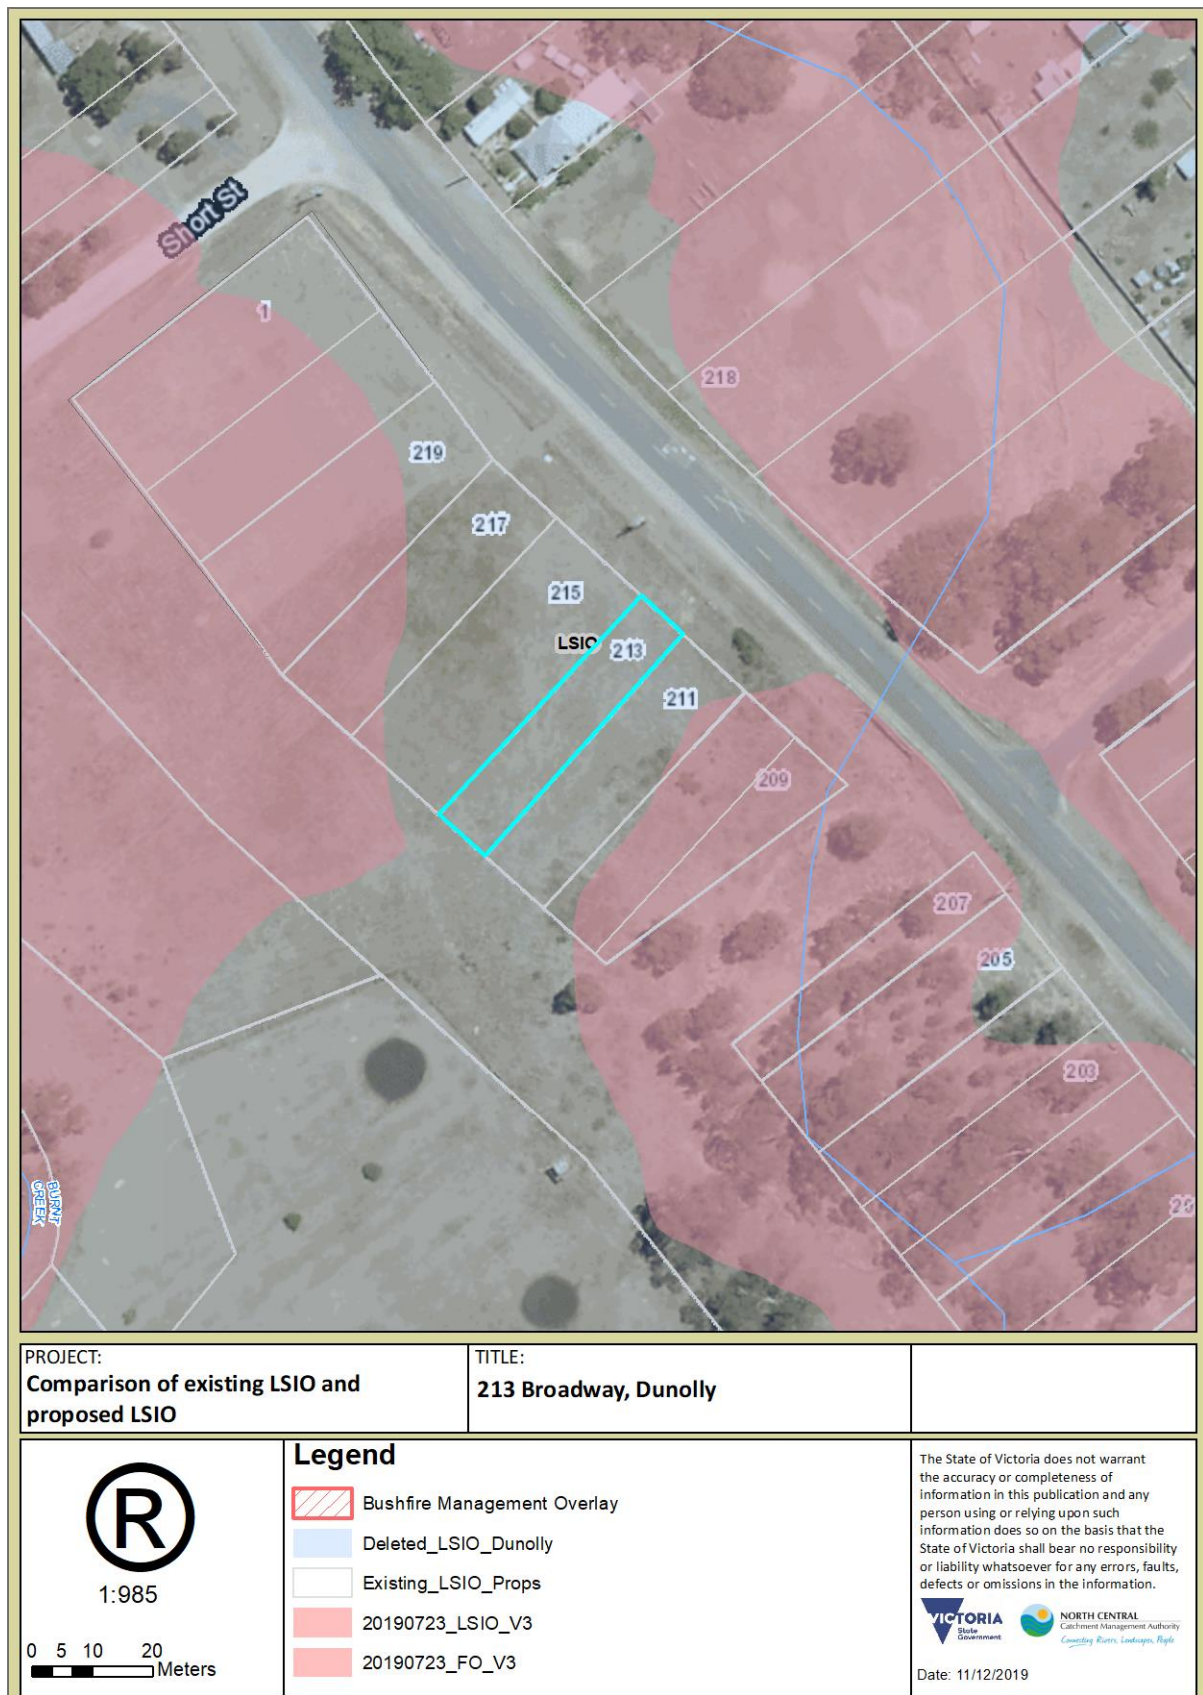 Short St
1
218
219
217
215
LSIO
213
211
209
207
205
203
20
BURNT
CREEK
PROJECT:
Comparison of existing LSIO and
proposed LSIO
TITLE:
213 Broadway, Dunolly
R
1:985
0 5 10 20
Meters
Legend
Bushfire Management Overlay
Deleted_LSIO_Dunolly
Existing_LSIO_Props
20190723_LSIO_V3
20190723_FO_V3
The State of Victoria does not warrant
the accuracy or completeness of
information in this publication and any
person using or relying upon such
information does so on the basis that the
State of Victoria shall bear no responsibility
or liability whatsoever for any errors, faults,
defects or omissions in the information.
VICTORIA
State
Government
NORTH CENTRAL
Catchment Management Authority
Connecting Rivers, Landscapes, People
Date: 11/12/2019